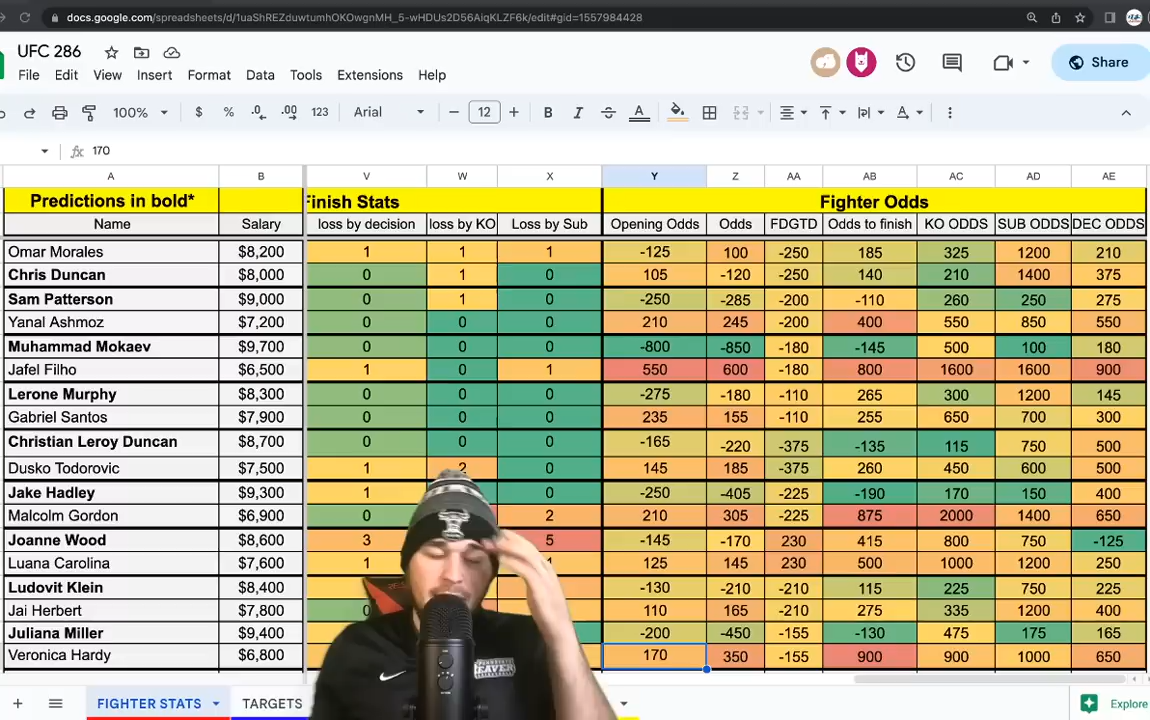 docs.google.com/spreadsheets/d/1uaShREZduwtumhOKOwgnMH_5-wHDUs2D56AiqKLZF6k/edit#gid=1557984428
UFC 286
File Edit View Insert Format Data Tools Extensions Help
Share
100% $ % .0 .00 123 Arial 12 B I A
fx 170
A B V W X Y Z AA AB AC AD AE
Predictions in bold* Finish Stats Fighter Odds
Name Salary loss by decision loss by KO Loss by Sub Opening Odds Odds FDGTD Odds to finish KO ODDS SUB ODDS DEC ODDS
Omar Morales $8,200 1 1 1 -125 100 -250 185 325 1200 210
Chris Duncan $8,000 0 1 0 105 -120 -250 140 210 1400 375
Sam Patterson $9,000 0 1 0 -250 -285 -200 -110 260 250 275
Yanal Ashmoz $7,200 0 0 0 210 245 -200 400 550 850 550
Muhammad Mokaev $9,700 0 0 0 -800 -850 -180 -145 500 100 180
Jafel Filho $6,500 1 0 1 550 600 -180 800 1600 1600 900
Lerone Murphy $8,300 0 0 0 -275 -180 -110 265 300 1200 145
Gabriel Santos $7,900 0 0 0 235 155 -110 255 650 700 300
Christian Leroy Duncan $8,700 0 0 0 -165 -220 -375 -135 115 750 500
Dusko Todorovic $7,500 1 2 0 145 185 -375 260 450 600 500
Jake Hadley $9,300 1 0 -250 -405 -225 -190 170 150 400
Malcolm Gordon $6,900 0 2 210 305 -225 875 2000 1400 650
Joanne Wood $8,600 3 5 -145 -170 230 415 800 750 -125
Luana Carolina $7,600 1 1 125 145 230 500 1000 1200 250
Ludovit Klein $8,400 -130 -210 -210 115 225 750 225
Jai Herbert $7,800 0 110 165 -210 275 335 1200 400
Juliana Miller $9,400 -200 -450 -155 -130 475 175 165
Veronica Hardy $6,800 170 350 -155 900 900 1000 650
FIGHTER STATS TARGETS Explore
BEAVER